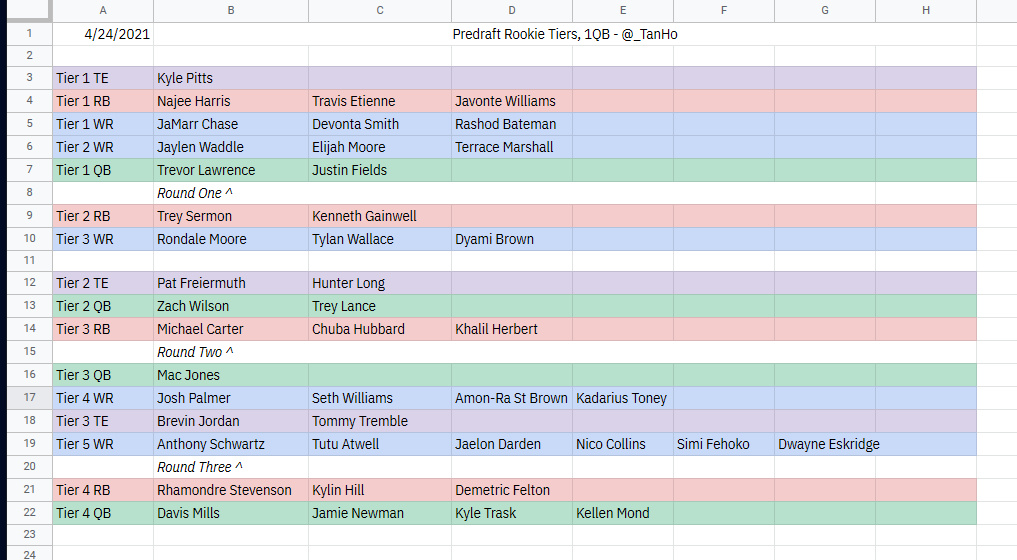 A B C D E F G H
1 4/24/2021 Predraft Rookie Tiers, 1QB - @_TanHo
2
3 Tier 1 TE Kyle Pitts
4 Tier 1 RB Najee Harris Travis Etienne Javonte Williams
5 Tier 1 WR JaMarr Chase Devonta Smith Rashod Bateman
6 Tier 2 WR Jaylen Waddle Elijah Moore Terrace Marshall
7 Tier 1 QB Trevor Lawrence Justin Fields
8 Round One ^
9 Tier 2 RB Trey Sermon Kenneth Gainwell
10 Tier 3 WR Rondale Moore Tylan Wallace Dyami Brown
11
12 Tier 2 TE Pat Freiermuth Hunter Long
13 Tier 2 QB Zach Wilson Trey Lance
14 Tier 3 RB Michael Carter Chuba Hubbard Khalil Herbert
15 Round Two ^
16 Tier 3 QB Mac Jones
17 Tier 4 WR Josh Palmer Seth Williams Amon-Ra St Brown Kadarius Toney
18 Tier 3 TE Brevin Jordan Tommy Tremble
19 Tier 5 WR Anthony Schwartz Tutu Atwell Jaelon Darden Nico Collins Simi Fehoko Dwayne Eskridge
20 Round Three ^
21 Tier 4 RB Rhamondre Stevenson Kylin Hill Demetric Felton
22 Tier 4 QB Davis Mills Jamie Newman Kyle Trask Kellen Mond
23
24